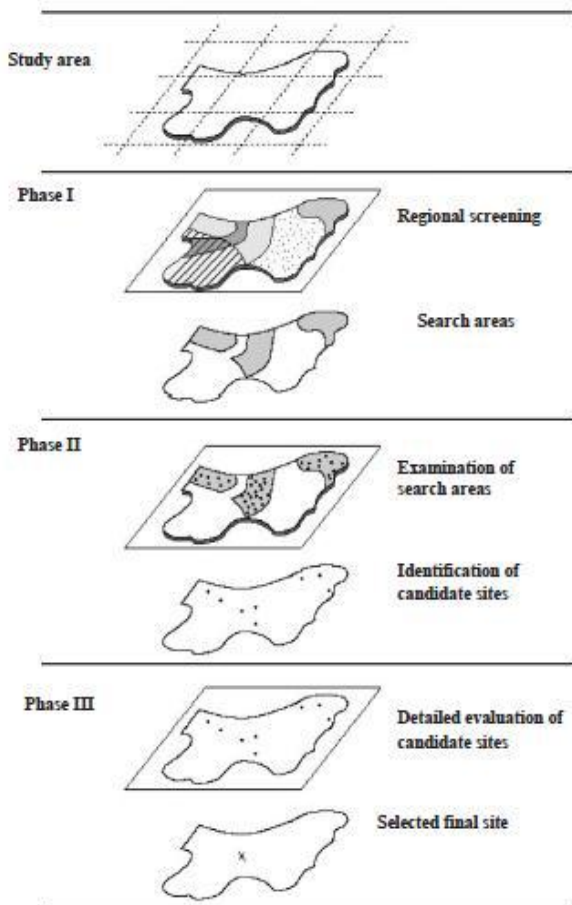 Study area
Phase I
Regional screening
Search areas
Phase II
Examination of
search areas
Identification of
candidate sites
Phase III
Detailed evaluation of
candidate sites
Selected final site
x